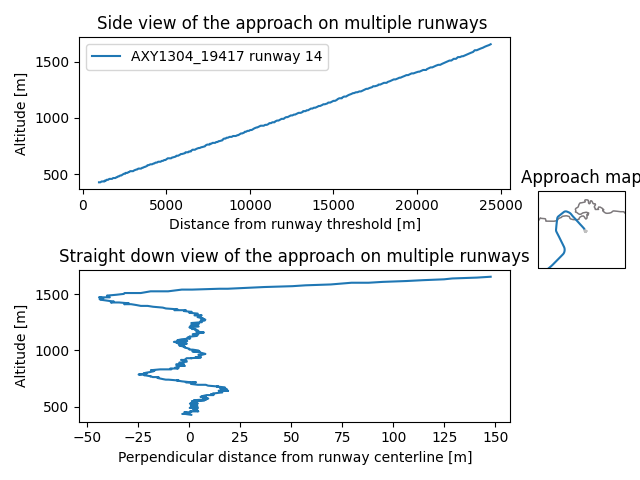 Side view of the approach on multiple runways
1500
1000
500
Altitude [m]
AXY1304_19417 runway 14
0
5000
10000
15000
20000
25000
Distance from runway threshold [m]
Approach map
Straight down view of the approach on multiple runways
1500
1000
500
Altitude [m]
−50
−25
0
25
50
75
100
125
150
Perpendicular distance from runway centerline [m]